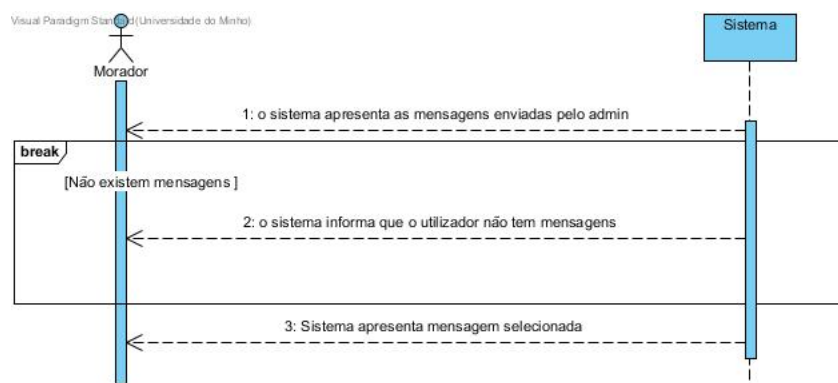 Visual Paradigm Standard(Universidade do Minho)
Sistema
Morador
1: o sistema apresenta as mensagens enviadas pelo admin
break
[Não existem mensagens ]
2: o sistema informa que o utilizador não tem mensagens
3: Sistema apresenta mensagem selecionada